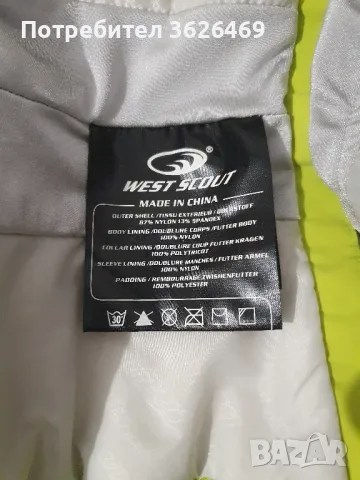 Потребител 3626469
WEST SCOUT
MADE IN CHINA
OUTER SHELL / TISSU EXTERIEUR / OBERSTOFF
87% NYLON 13% SPANDEX
BODY LINING / DOUBLURE CORPS / FUTTER BODY
100% NYLON
COLLAR LINING / DOUBLURE COUP FUTTER KRAGEN
100% POLYTHICRT
SLEEVE LINING / DOUBLURE MANCHES / FUTTER ARMEL
100% NYLON
PADDING / REMBOURRAGE ZWISHENFUTTER
100% POLYESTER
30°
BAZAR